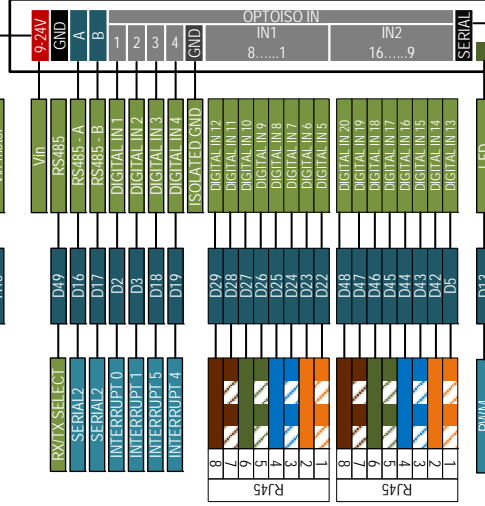 OPTOISO IN
9-24V
GND
A
B
1
2
3
4
GND
IN1
8......1
IN2
16......9
SERIAL
Vin
RS485
RS485 - A
RS485 - B
DIGITAL IN 1
DIGITAL IN 2
DIGITAL IN 3
DIGITAL IN 4
ISOLATED GND
DIGITAL IN 12
DIGITAL IN 11
DIGITAL IN 10
DIGITAL IN 9
DIGITAL IN 8
DIGITAL IN 7
DIGITAL IN 6
DIGITAL IN 5
DIGITAL IN 20
DIGITAL IN 19
DIGITAL IN 18
DIGITAL IN 17
DIGITAL IN 16
DIGITAL IN 15
DIGITAL IN 14
DIGITAL IN 13
LED
D49
D16
D17
D2
D3
D18
D19
D29
D28
D27
D26
D25
D24
D23
D22
D48
D47
D46
D45
D44
D43
D42
D5
D13
RX/TX SELECT
SERIAL2
SERIAL2
INTERRUPT 0
INTERRUPT 1
INTERRUPT 5
INTERRUPT 4
PWM
8
7
6
5
4
3
2
1
8
7
6
5
4
3
2
1
RJ45
RJ45